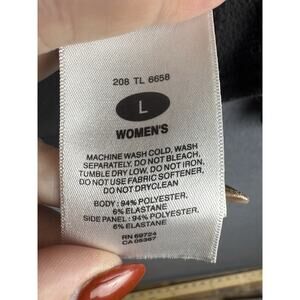 208 TL 6658
L
WOMEN'S
MACHINE WASH COLD, WASH
SEPARATELY, DO NOT BLEACH,
TUMBLE DRY LOW, DO NOT IRON,
DO NOT USE FABRIC SOFTENER,
DO NOT DRYCLEAN
BODY : 94% POLYESTER,
6% ELASTANE
SIDE PANEL : 94% POLYESTER,
6% ELASTANE
RN 69724
CA 05367